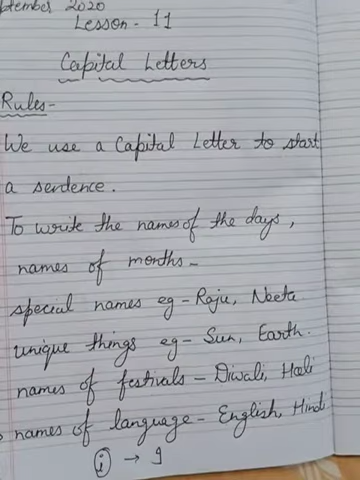 ptember 2020
Lesson - 11
Capital Letters
Rules -
We use a Capital Letter to start
a sentence.
To write the names of the days,
names of months -
special names eg - Raju, Neeta
unique things eg - Sun, Earth.
names of festivals - Diwali, Holi
names of language - English, Hindi
i → I